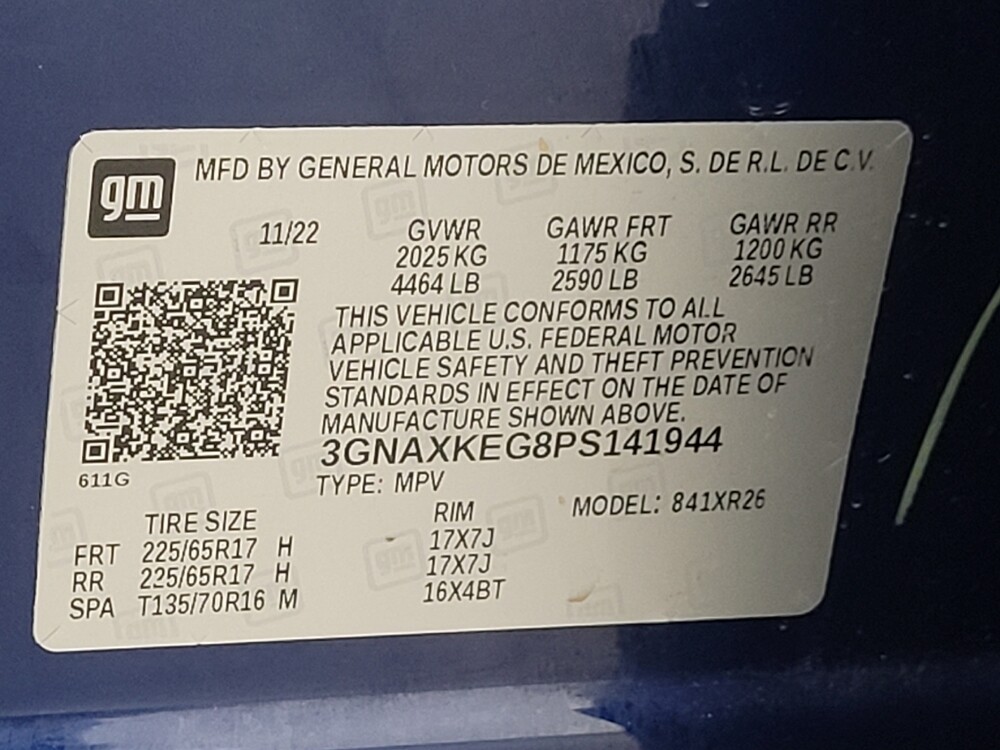 gm
MFD BY GENERAL MOTORS DE MEXICO, S. DE R.L. DE C.V.
11/22 GVWR GAWR FRT GAWR RR
2025 KG 1175 KG 1200 KG
4464 LB 2590 LB 2645 LB
THIS VEHICLE CONFORMS TO ALL
APPLICABLE U.S. FEDERAL MOTOR
VEHICLE SAFETY AND THEFT PREVENTION
STANDARDS IN EFFECT ON THE DATE OF
MANUFACTURE SHOWN ABOVE.
3GNAXKEG8PS141944
611G
TYPE: MPV MODEL: 841XR26
TIRE SIZE RIM
FRT 225/65R17 H 17X7J
RR 225/65R17 H 17X7J
SPA T135/70R16 M 16X4BT